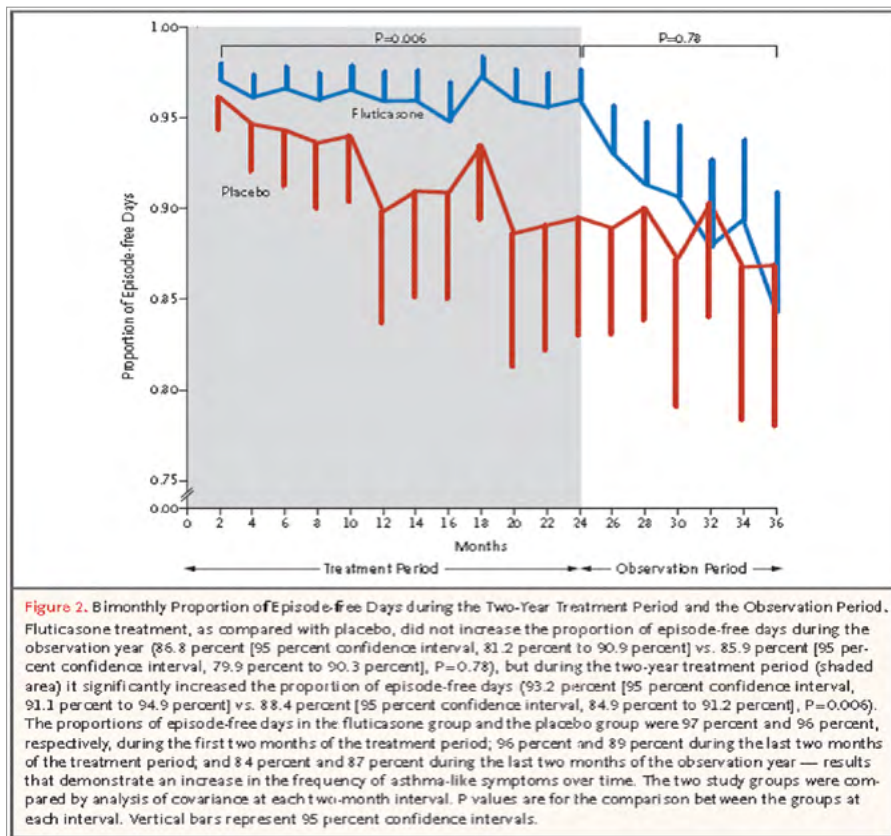 1.00
P=0.006
P=0.78
0.95
Fluticasone
0.90
Placebo
Proportion of Episode-free Days
0.85
0.80
0.75
0.00
0 2 4 6 8 10 12 14 16 18 20 22 24 26 28 30 32 34 36
Months
Treatment Period
Observation Period
Figure 2. Bimonthly Proportion of Episode-free Days during the Two-Year Treatment Period and the Observation Period.
Fluticasone treatment, as compared with placebo, did not increase the proportion of episode-free days during the
observation year (86.8 percent [95 percent confidence interval, 81.2 percent to 90.9 percent] vs. 85.9 percent [95 per-
cent confidence interval, 79.9 percent to 90.3 percent], P=0.78), but during the two-year treatment period (shaded
area) it significantly increased the proportion of episode-free days (93.2 percent [95 percent confidence interval,
91.1 percent to 94.9 percent] vs. 88.4 percent [95 percent confidence interval, 84.9 percent to 91.2 percent], P=0.006).
The proportions of episode-free days in the fluticasone group and the placebo group were 97 percent and 96 percent,
respectively, during the first two months of the treatment period; 96 percent and 89 percent during the last two months
of the treatment period; and 84 percent and 87 percent during the last two months of the observation year — results
that demonstrate an increase in the frequency of asthma-like symptoms over time. The two study groups were com-
pared by analysis of covariance at each two-month interval. P values are for the comparison between the groups at
each interval. Vertical bars represent 95 percent confidence intervals.